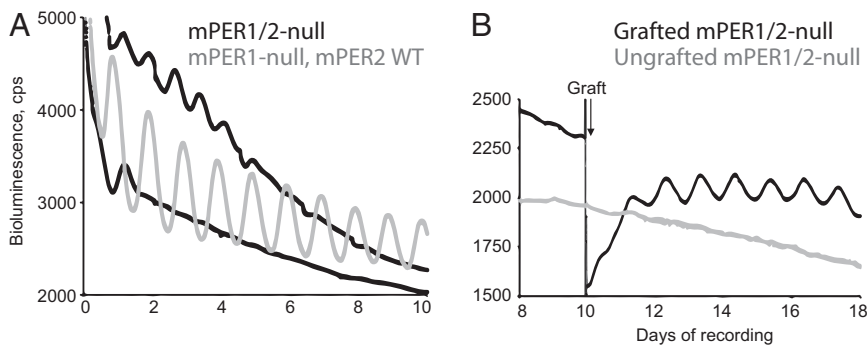 A
mPER1/2-null
mPER1-null, mPER2 WT
Bioluminescence, cps
5000
4000
3000
2000
0 2 4 6 8 10
B
Grafted mPER1/2-null
Ungrafted mPER1/2-null
Graft
2500
2250
2000
1750
1500
8 10 12 14 16 18
Days of recording